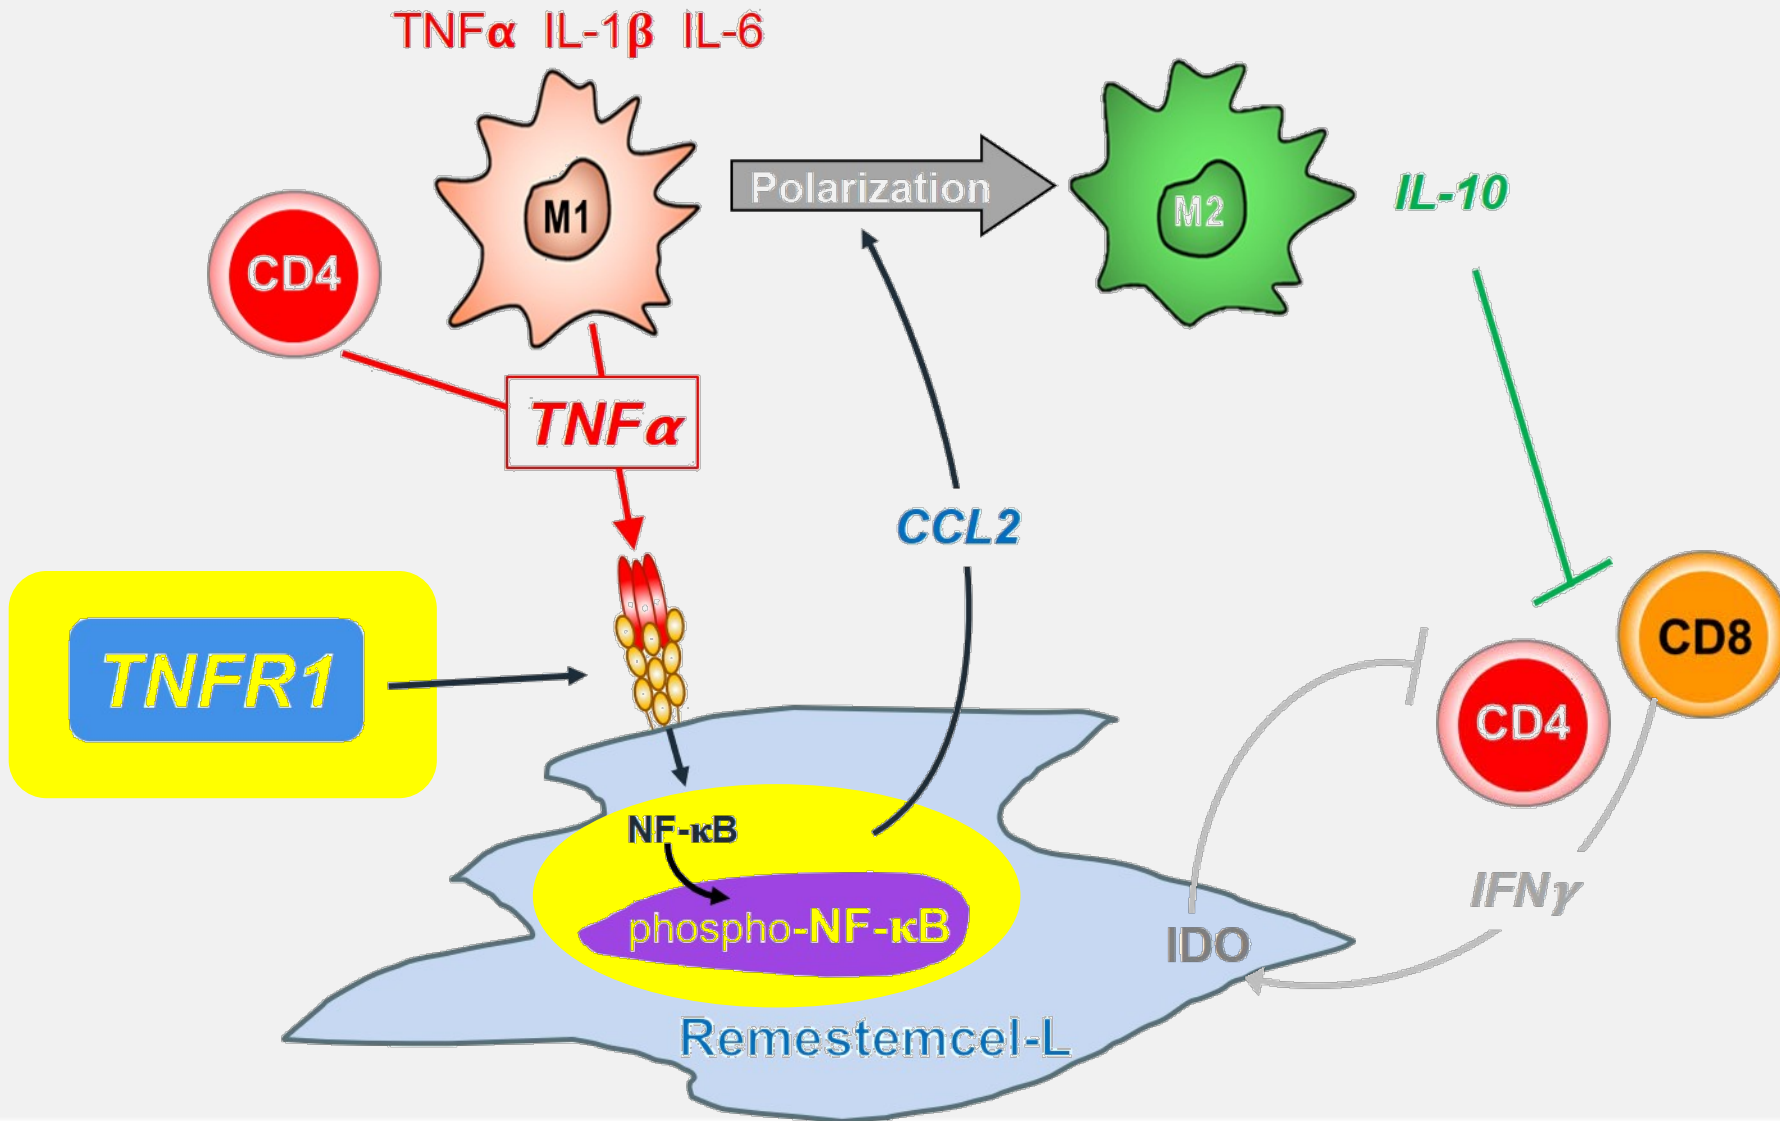 TNFα IL-1β IL-6
M1
Polarization
M2
IL-10
CD4
TNFα
CCL2
TNFR1
CD8
CD4
NF-κB
phospho-NF-κB
IFNγ
IDO
Remestemcel-L